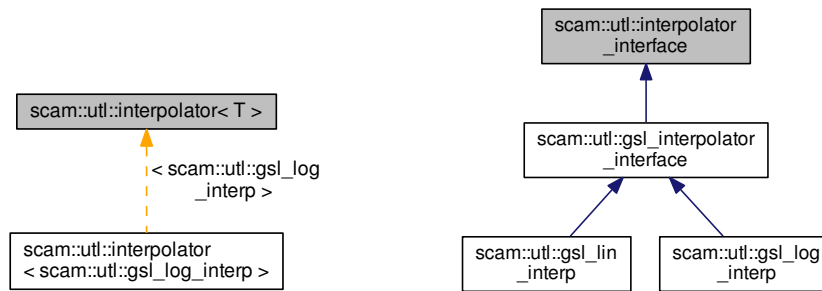 scam::utl::interpolator< T >
< scam::utl::gsl_log
_interp >
scam::utl::interpolator
< scam::utl::gsl_log_interp >
scam::utl::interpolator
_interface
scam::utl::gsl_interpolator
_interface
scam::utl::gsl_lin
_interp
scam::utl::gsl_log
_interp